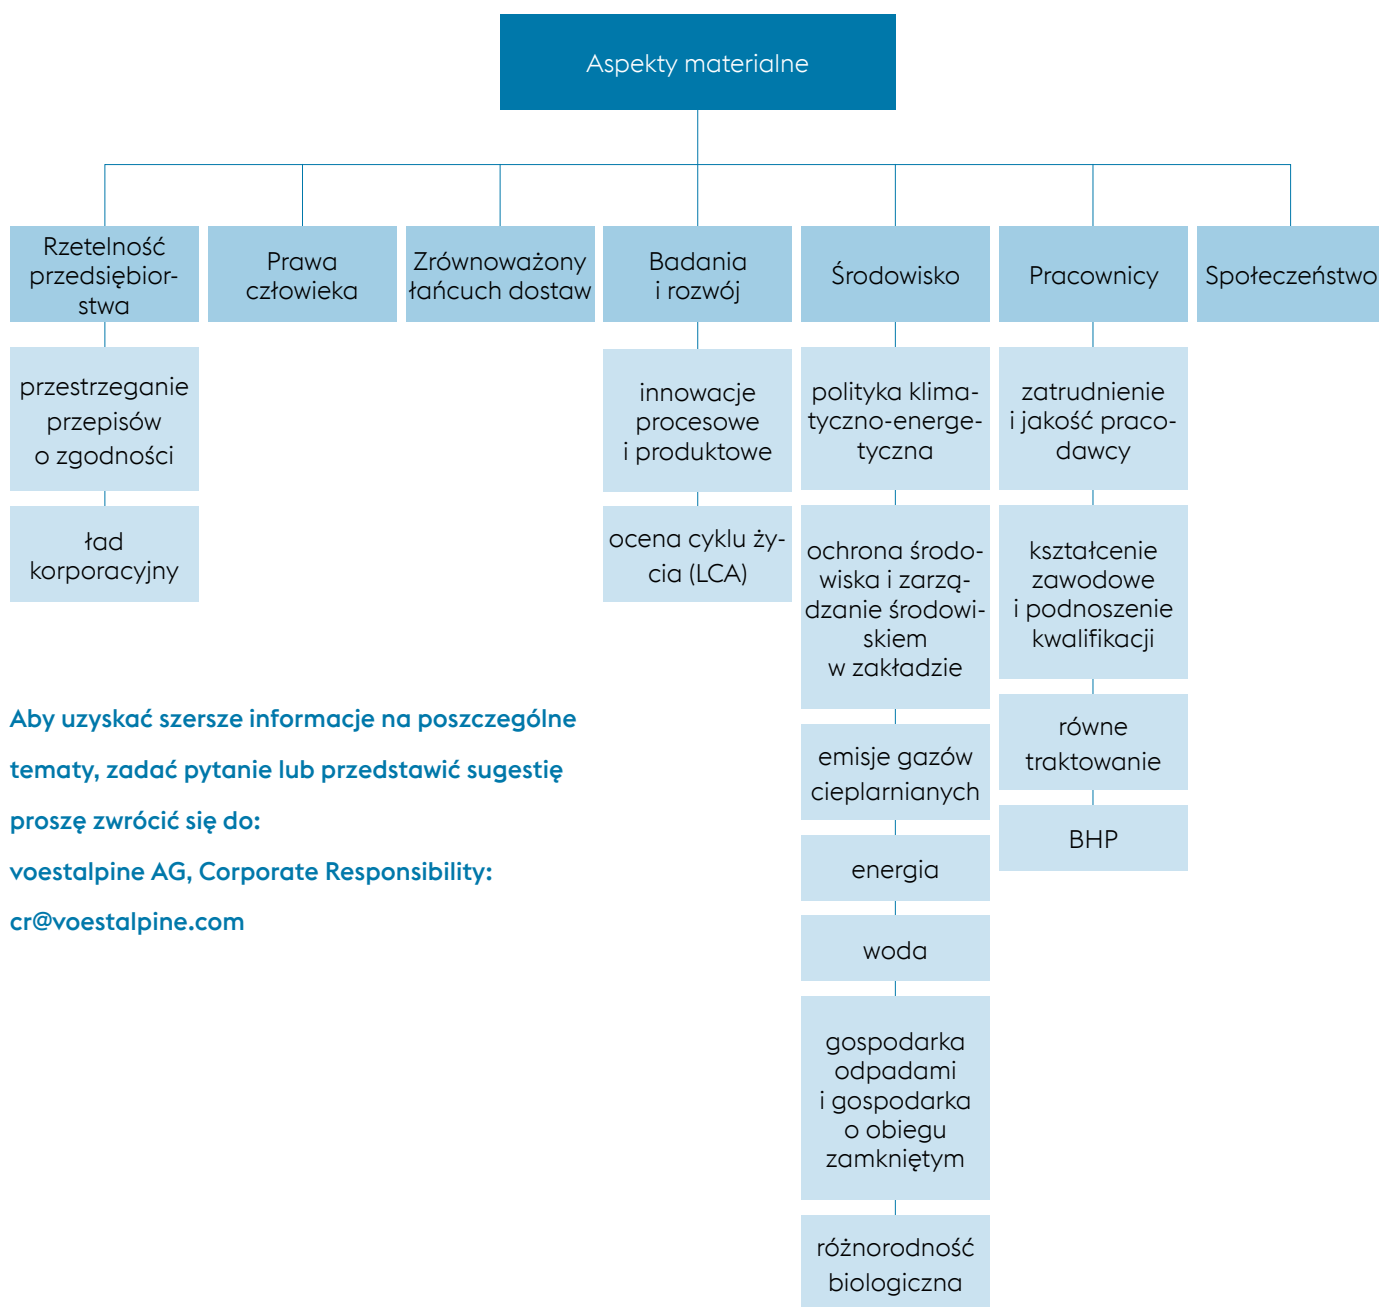 Aspekty materialne
Rzetelność
przedsiębior-
stwa
Prawa
człowieka
Zrównoważony
łańcuch dostaw
Badania
i rozwój
Środowisko
Pracownicy
Społeczeństwo
przestrzeganie
przepisów
o zgodności
ład
korporacyjny
innowacje
procesowe
i produktowe
ocena cyklu ży-
cia (LCA)
polityka klima-
tyczno-energe-
tyczna
ochrona środo-
wiska i zarzą-
dzanie środowi-
skiem
w zakładzie
emisje gazów
cieplarnianych
energia
woda
gospodarka
odpadami
i gospodarka
o obiegu
zamkniętym
różnorodność
biologiczna
zatrudnienie
i jakość praco-
dawcy
kształcenie
zawodowe
i podnoszenie
kwalifikacji
równe
traktowanie
BHP
Aby uzyskać szersze informacje na poszczególne
tematy, zadać pytanie lub przedstawić sugestię
proszę zwrócić się do:
voestalpine AG, Corporate Responsibility:
cr@voestalpine.com